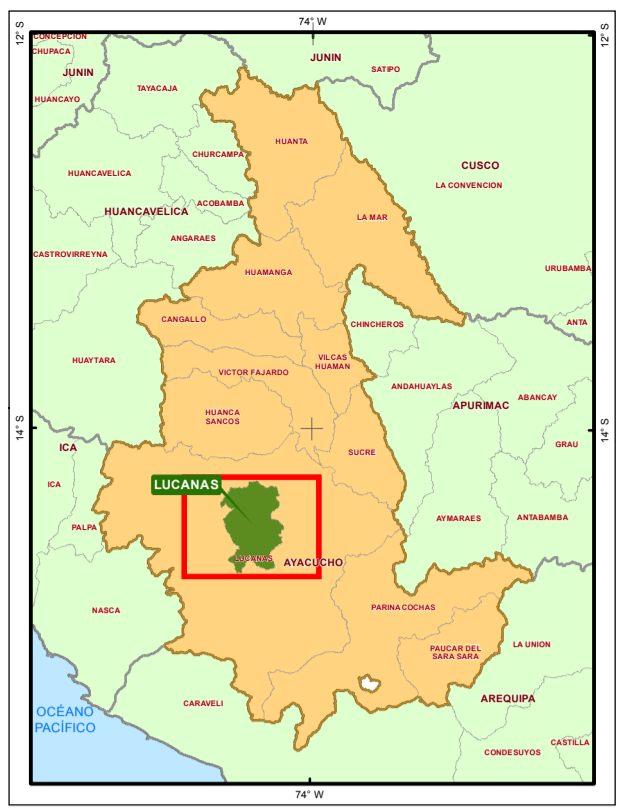 74° W
12° S
12° S
CONCEPCION
CHUPACA
JUNIN
JUNIN
SATIPO
TAYACAJA
HUANCAYO
HUANTA
CHURCAMPA
CUSCO
HUANCAVELICA
LA CONVENCION
ACOBAMBA
HUANCAVELICA
LA MAR
ANGARAES
CASTROVIRREYNA
URUBAMBA
HUAMANGA
CANGALLO
CHINCHEROS
ANTA
HUAYTARA
VILCAS
HUAMAN
VICTOR FAJARDO
ANDAHUAYLAS
ABANCAY
APURIMAC
HUANCA
SANCOS
14° S
14° S
GRAU
ICA
SUCRE
ICA
LUCANAS
AYMARAES
ANTABAMBA
PALPA
LUCANAS
AYACUCHO
NASCA
PARINACOCHAS
LA UNION
PAUCAR DEL
SARA SARA
CARAVELI
AREQUIPA
OCÉANO
PACÍFICO
CASTILLA
CONDESUYOS
74° W